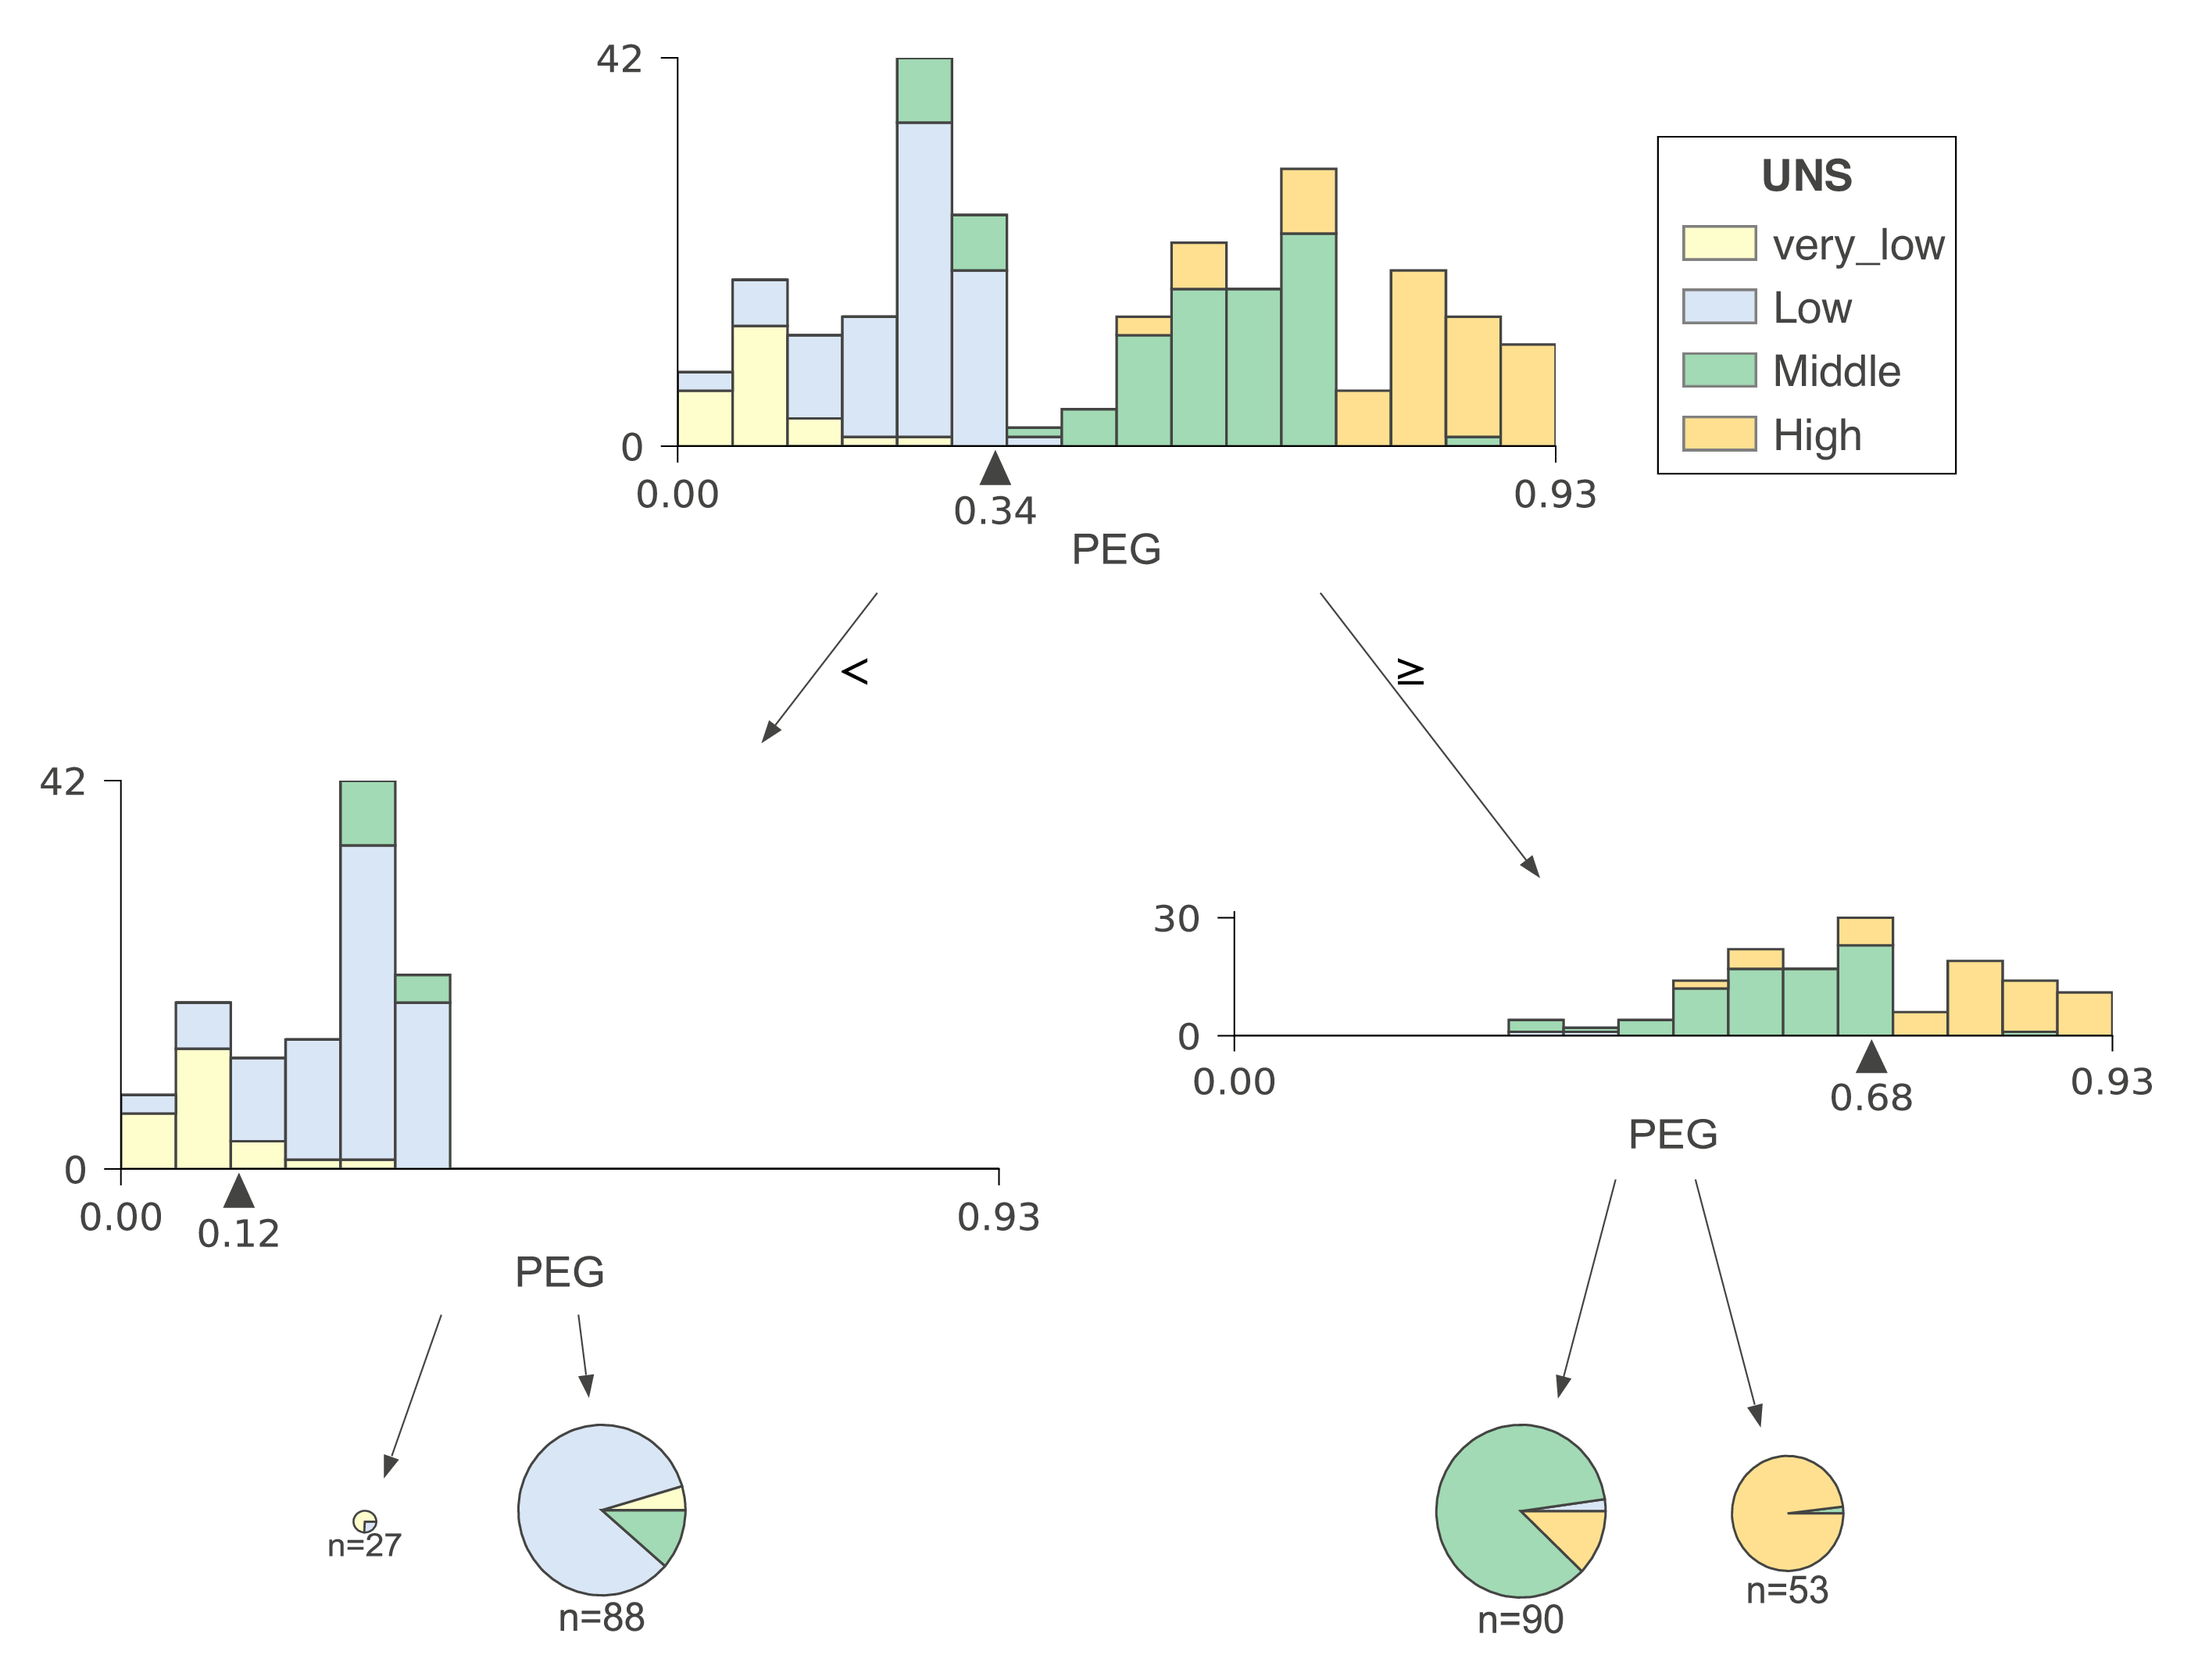 42
0
0.00
0.34
0.93
PEG
UNS
very_low
Low
Middle
High
<
≥
42
0
0.00
0.12
0.93
PEG
30
0
0.00
0.68
0.93
PEG
n=27
n=88
n=90
n=53